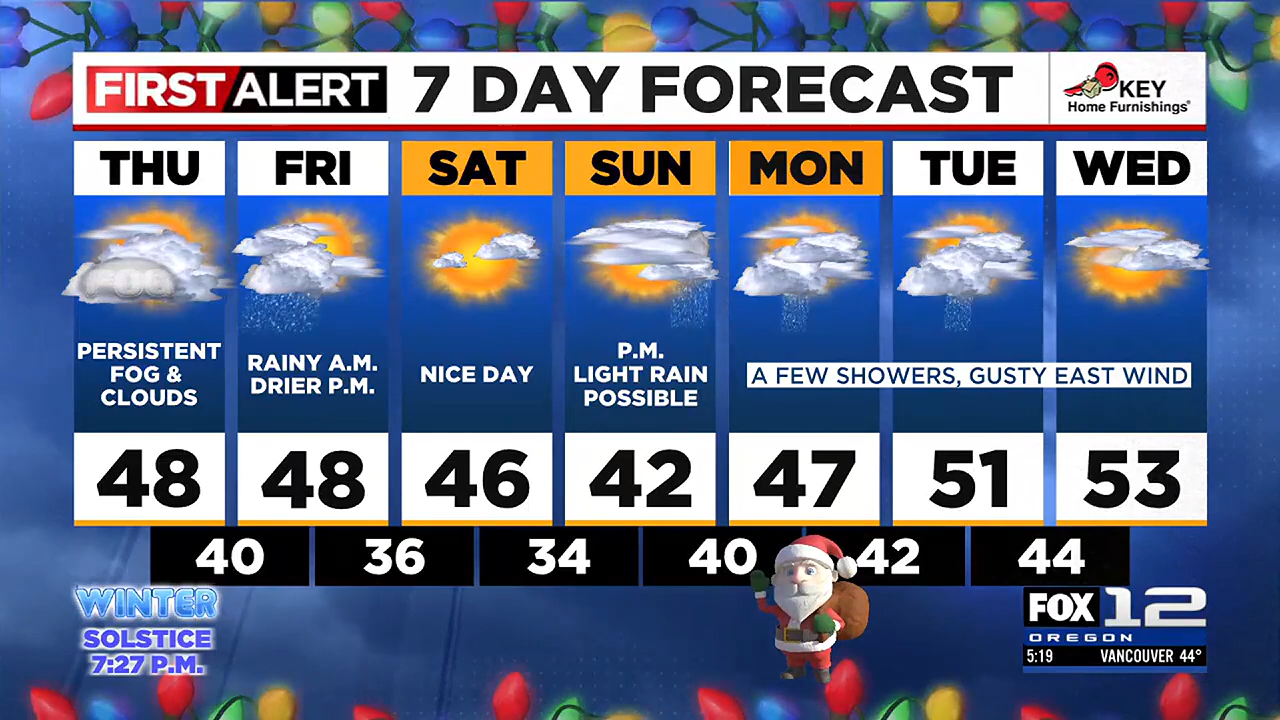 FIRST ALERT 7 DAY FORECAST
KEY
Home Furnishings®
THU FRI SAT SUN MON TUE WED
FOG
PERSISTENT
FOG &
CLOUDS
RAINY A.M.
DRIER P.M.
NICE DAY
P.M.
LIGHT RAIN
POSSIBLE
A FEW SHOWERS, GUSTY EAST WIND
48 48 46 42 47 51 53
40 36 34 40 42 44
WINTER
SOLSTICE
7:27 P.M.
FOX 12
OREGON
5:19 VANCOUVER 44°